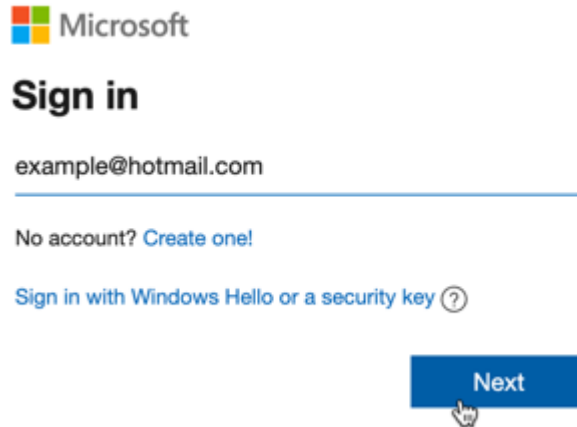 Microsoft
Sign in
example@hotmail.com
No account? Create one!
Sign in with Windows Hello or a security key ?
Next